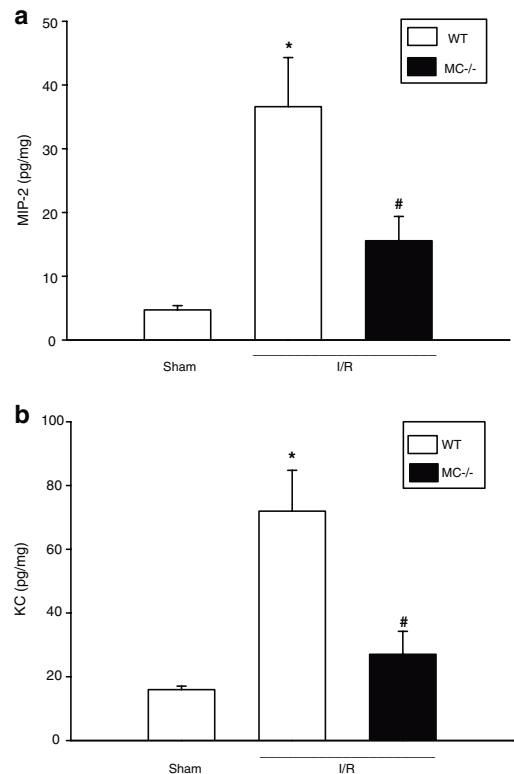 a
50
40
30
20
10
0
MIP-2 (pg/mg)
*
#
WT
MC-/-
Sham
I/R
b
100
80
60
40
20
0
KC (pg/mg)
*
#
WT
MC-/-
Sham
I/R